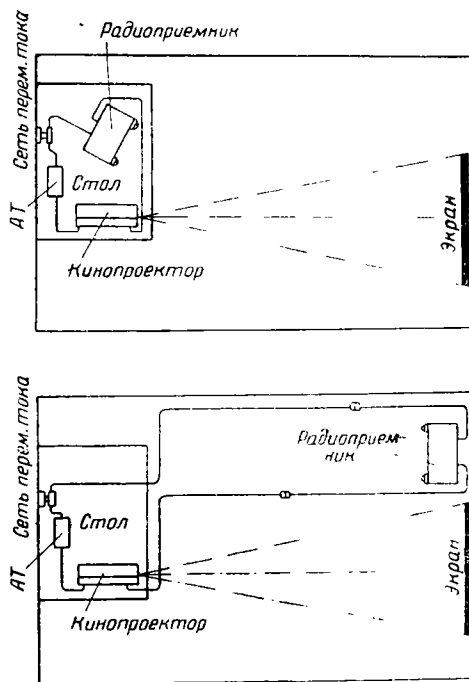 Радиоприемник
Сеть перем. тока
АТ
Стол
Кинопроектор
Экран
Сеть перем. тока
Радиоприем-
ник
АТ
Стол
Кинопроектор
Экран